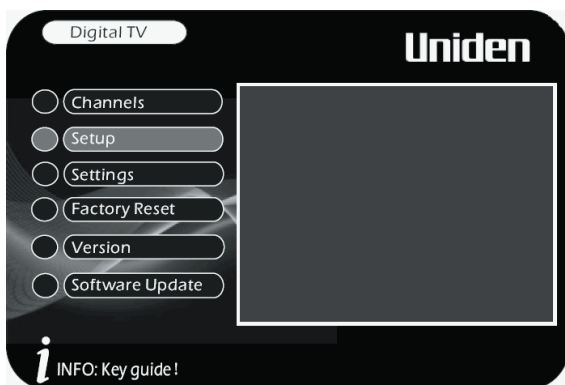 Digital TV
Uniden
Channels
Setup
Settings
Factory Reset
Version
Software Update
i INFO: Key guide!